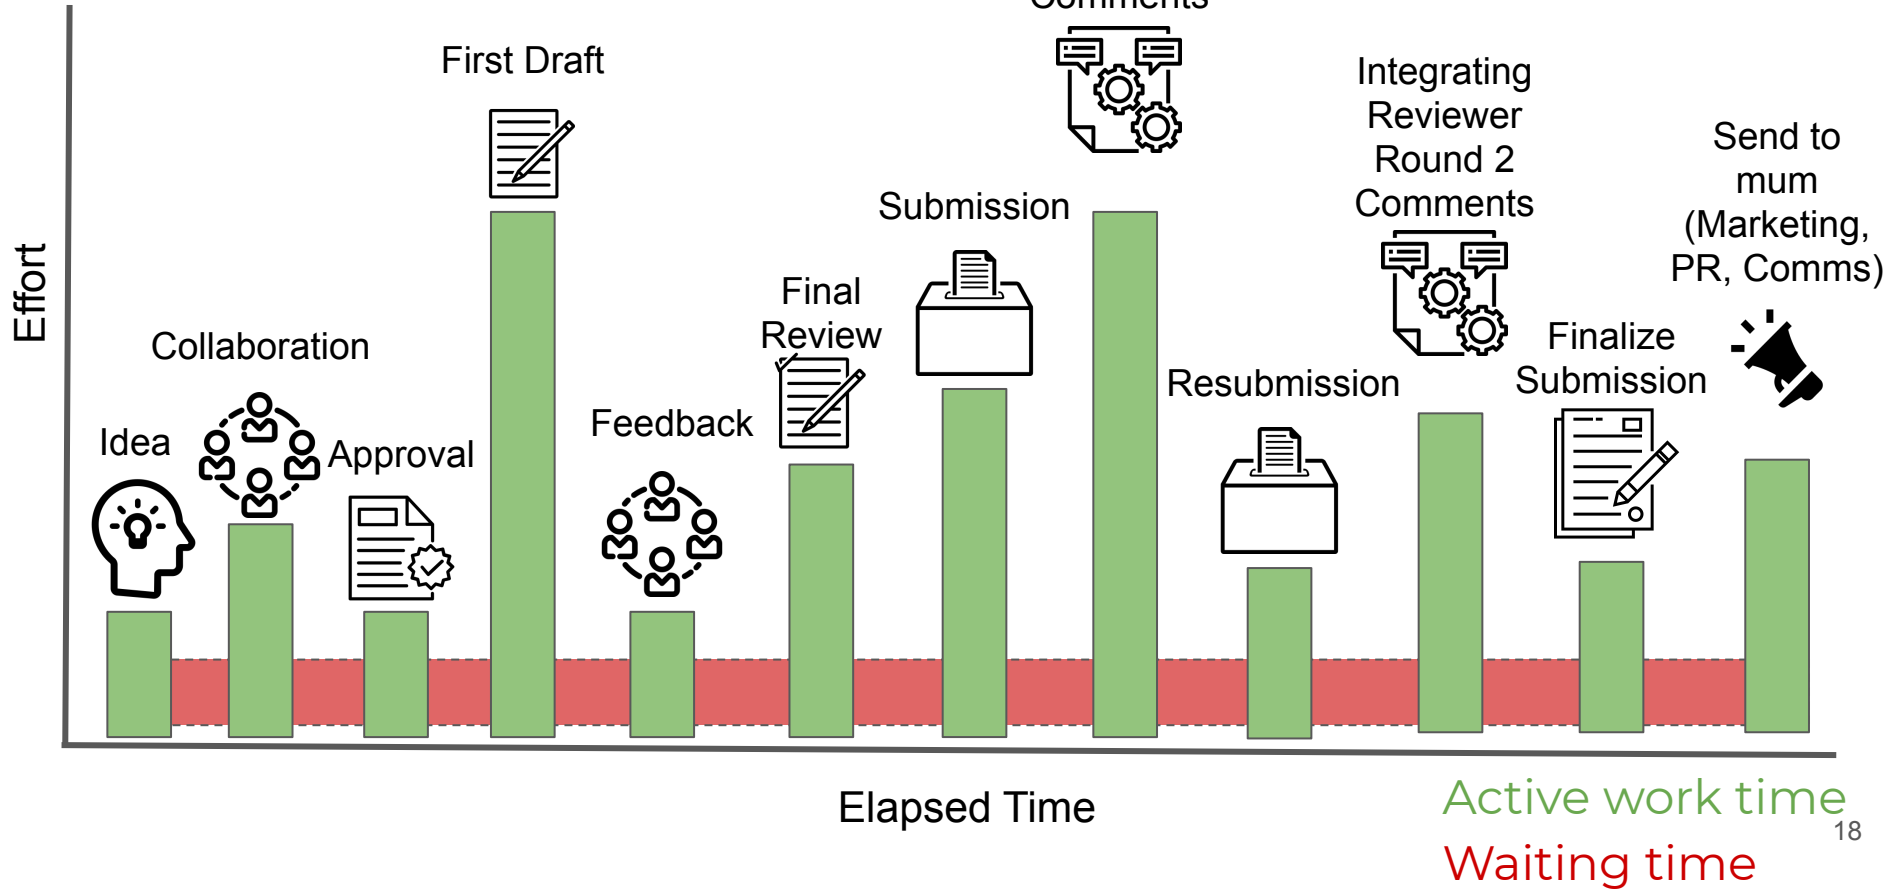 Comments
First Draft
Integrating
Reviewer
Round 2
Comments
Send to
mum
(Marketing,
PR, Comms)
Submission
Effort
Final
Review
Collaboration
Finalize
Submission
Resubmission
Feedback
Idea
Approval
Elapsed Time
Active work time
18
Waiting time